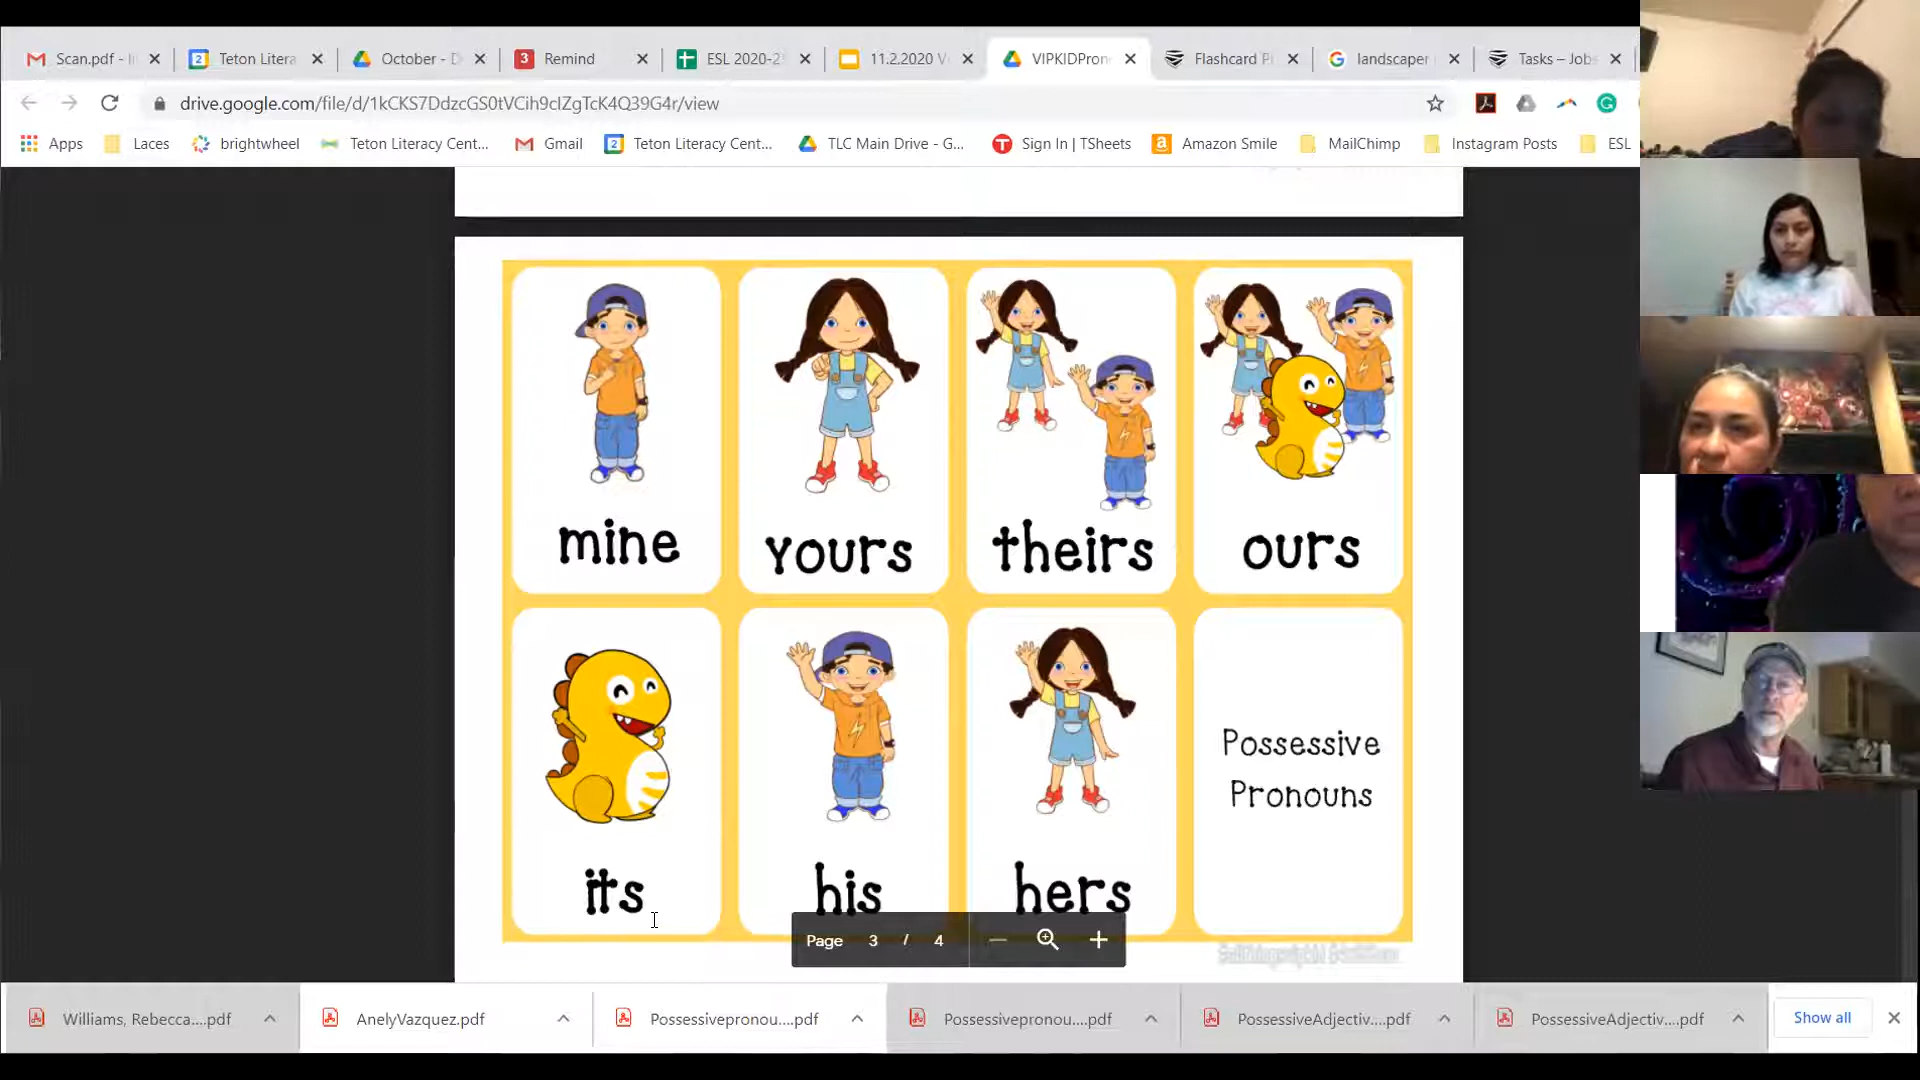 Scan.pdf - I
Teton Litera
October - D
Remind
ESL 2020-2
11.2.2020 V
VIPKIDPron
Flashcard P
landscaper
Tasks – Jobs
drive.google.com/file/d/1kCKS7DdzcGS0tVCih9cIZgTcK4Q39G4r/view
Apps
Laces
brightwheel
Teton Literacy Cent...
Gmail
Teton Literacy Cent...
TLC Main Drive - G...
Sign In | TSheets
Amazon Smile
MailChimp
Instagram Posts
ESL
mine
yours
theirs
ours
its
his
hers
Possessive
Pronouns
Page 3 / 4
Williams, Rebecca....pdf
AnelyVazquez.pdf
Possessivepronou....pdf
Possessivepronou....pdf
PossessiveAdjectiv....pdf
PossessiveAdjectiv....pdf
Show all